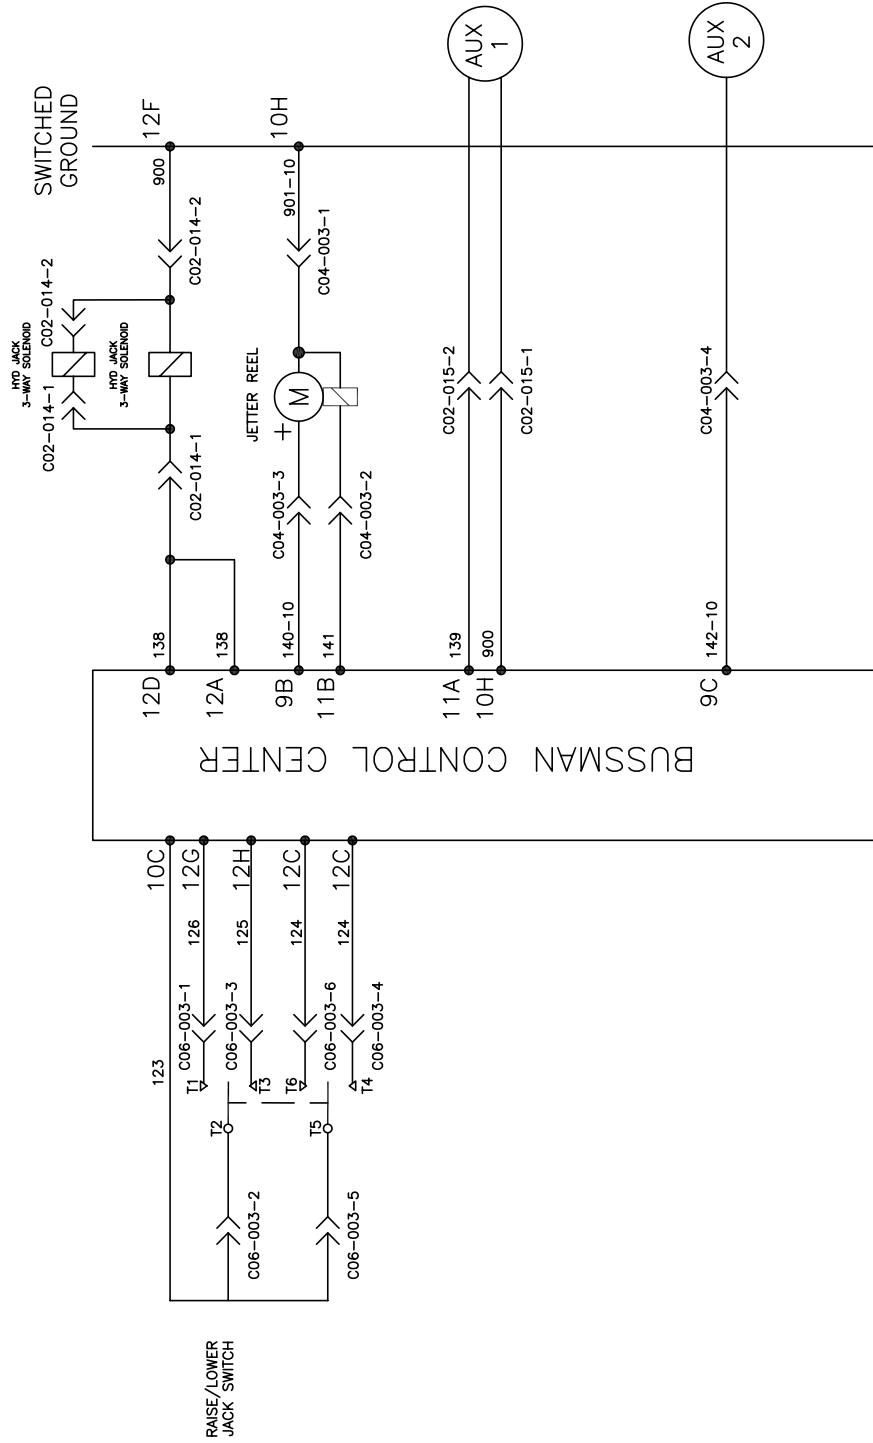 AUX
1
AUX
2
SWITCHED
GROUND
12F
10H
900
901-10
C02-014-2
C04-003-1
C02-014-2
HYD JACK
3-WAY SOLENOID
C02-014-1
HYD JACK
3-WAY SOLENOID
C02-014-1
JETTER REEL
M
+
C04-003-3
C04-003-2
C02-015-2
C02-015-1
C04-003-4
138
138
140-10
141
139
900
142-10
12D
12A
9B
11B
11A
10H
9C
BUSSMAN CONTROL CENTER
10C
12G
12H
12C
12C
126
125
124
124
123
C06-003-1
C06-003-3
C06-003-6
C06-003-4
T1
T3
T6
T4
T2
T5
C06-003-2
C06-003-5
RAISE/LOWER
JACK SWITCH